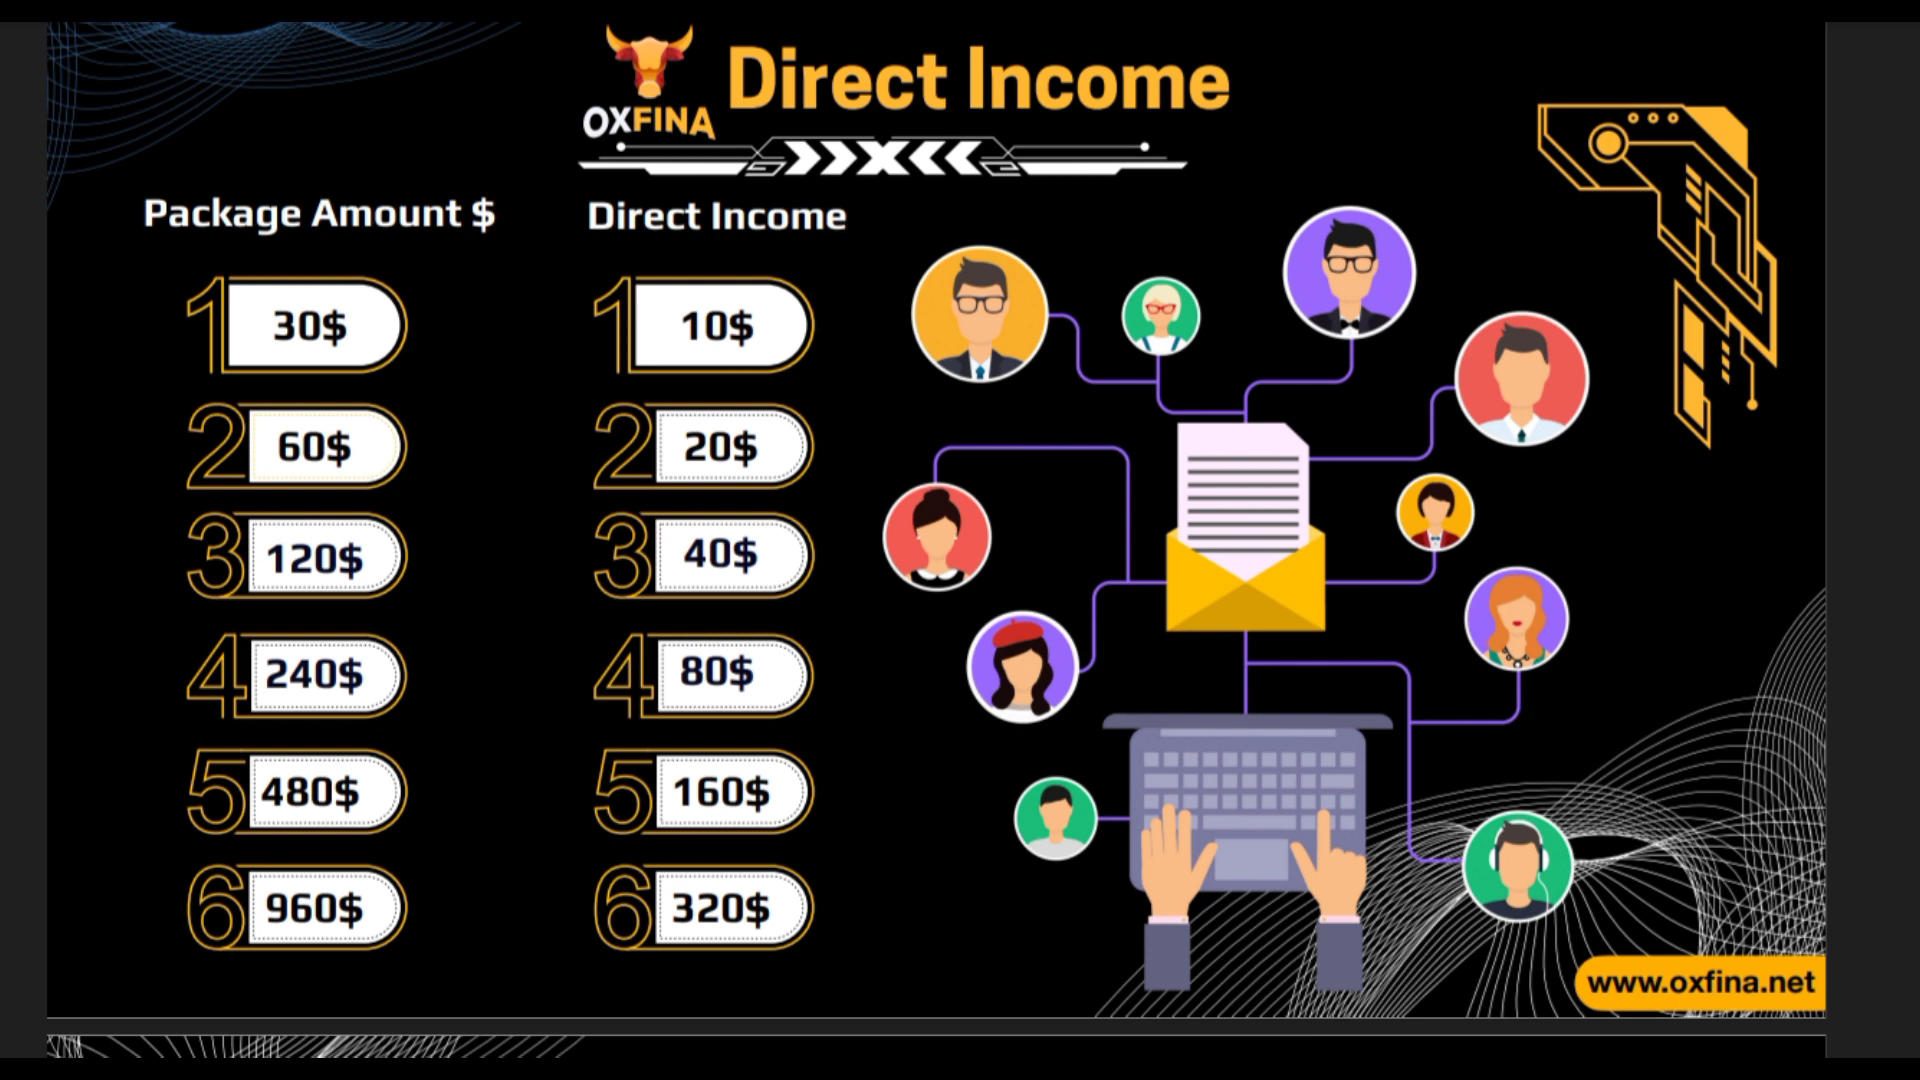 OXFINA
Direct Income
Package Amount $
Direct Income
1 30$
1 10$
2 60$
2 20$
3 120$
3 40$
4 240$
4 80$
5 480$
5 160$
6 960$
6 320$
www.oxfina.net